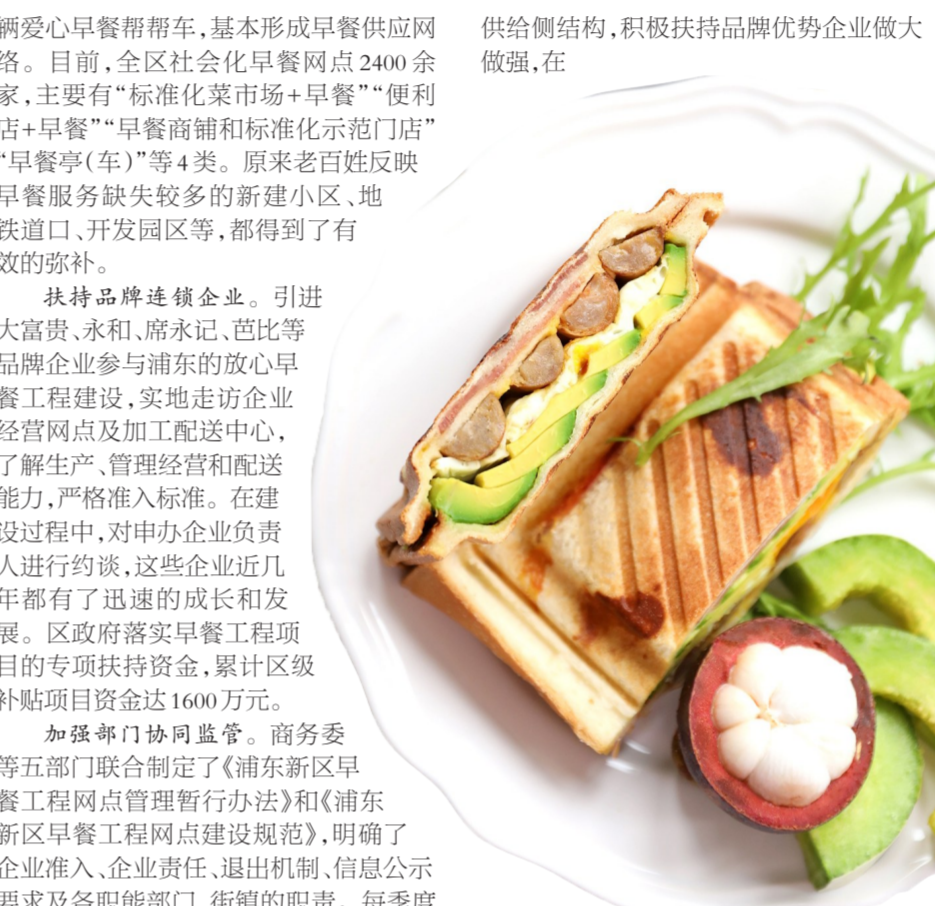 辆爱心早餐帮帮车,基本形成早餐供应网
络。目前,全区社会化早餐网点2400余
家,主要有“标准化菜市场+早餐”“便利
店+早餐”“早餐商铺和标准化示范门店”
“早餐亭(车)”等4类。原来老百姓反映
早餐服务缺失较多的新建小区、地
铁道口、开发园区等,都得到了有
效的弥补。
扶持品牌连锁企业。引进
大富贵、永和、席永记、芭比等
品牌企业参与浦东的放心早
餐工程建设,实地走访企业
经营网点及加工配送中心,
了解生产、管理经营和配送
能力,严格准入标准。在建
设过程中,对申办企业负责
人进行约谈,这些企业近几
年都有了迅速的成长和发
展。区政府落实早餐工程项
目的专项扶持资金,累计区级
补贴项目资金达1600万元。
加强部门协同监管。商务委
等五部门联合制定了《浦东新区早
餐工程网点管理暂行办法》和《浦东
新区早餐工程网点建设规范》,明确了
企业准入、企业责任、退出机制、信息公示
要求及各职能部门、街镇的职责。每季度
供给侧结构,积极扶持品牌优势企业做大
做强,在